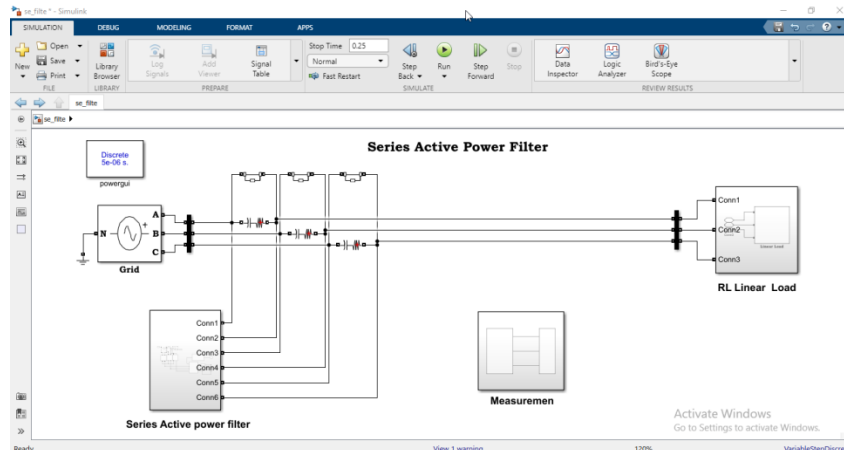 se_filte * - Simulink
SIMULATION DEBUG MODELING FORMAT APPS
New
Open
Save
Print
FILE
Library Browser
LIBRARY
Log Signals
Add Viewer
Signal Table
PREPARE
Stop Time 0.25
Normal
Fast Restart
Step Back
Run
Step Forward
Stop
SIMULATE
Data Inspector
Logic Analyzer
Bird's-Eye Scope
REVIEW RESULTS
se_filte
se_filte
Series Active Power Filter
Discrete
5e-06 s.
powergui
N
A
B
C
Grid
Conn1
Conn2
Conn3
RL Linear Load
Conn1
Conn2
Conn3
Conn4
Conn5
Conn6
Series Active power filter
Measuremen
Activate Windows
Go to Settings to activate Windows.
Ready
View 1 warning
120%
VariableStepDiscre